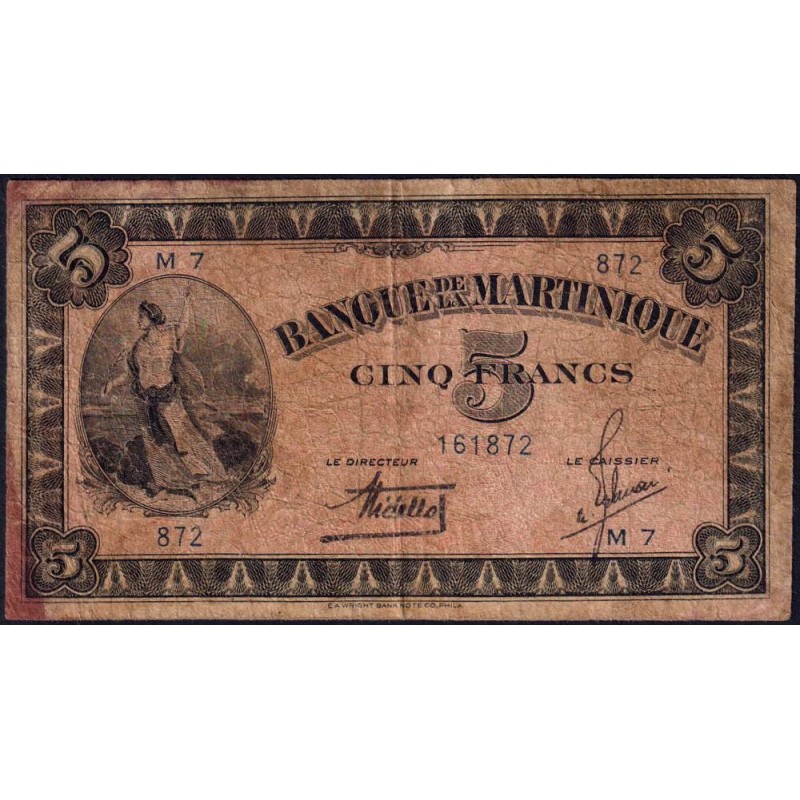 5 5
M 7 872
BANQUE DE LA MARTINIQUE
5
CINQ FRANCS
161872
LE DIRECTEUR LE CAISSIER
872 M 7
5 5
E.A. WRIGHT BANK NOTE CO. PHILA.